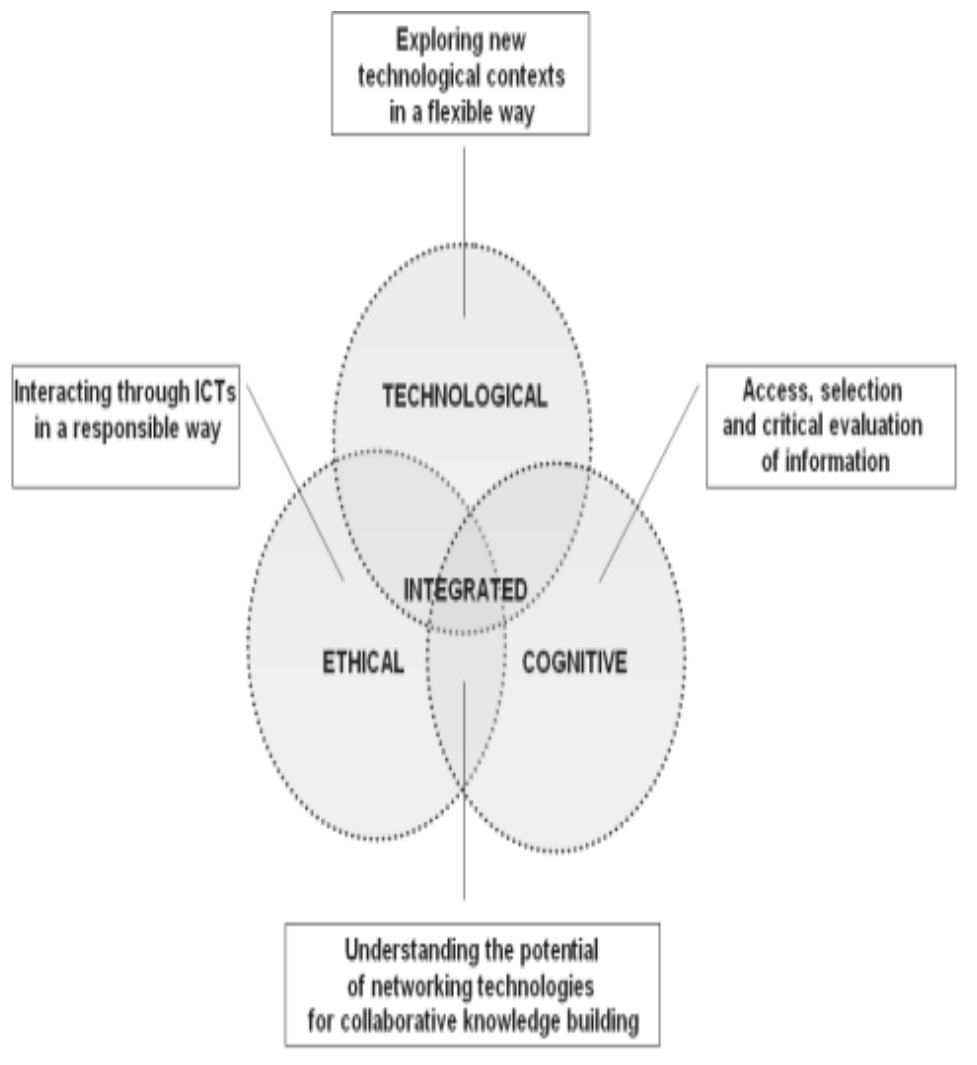 Exploring new
technological contexts
in a flexible way
Interacting through ICTs
in a responsible way
TECHNOLOGICAL
Access, selection
and critical evaluation
of information
INTEGRATED
ETHICAL
COGNITIVE
Understanding the potential
of networking technologies
for collaborative knowledge building